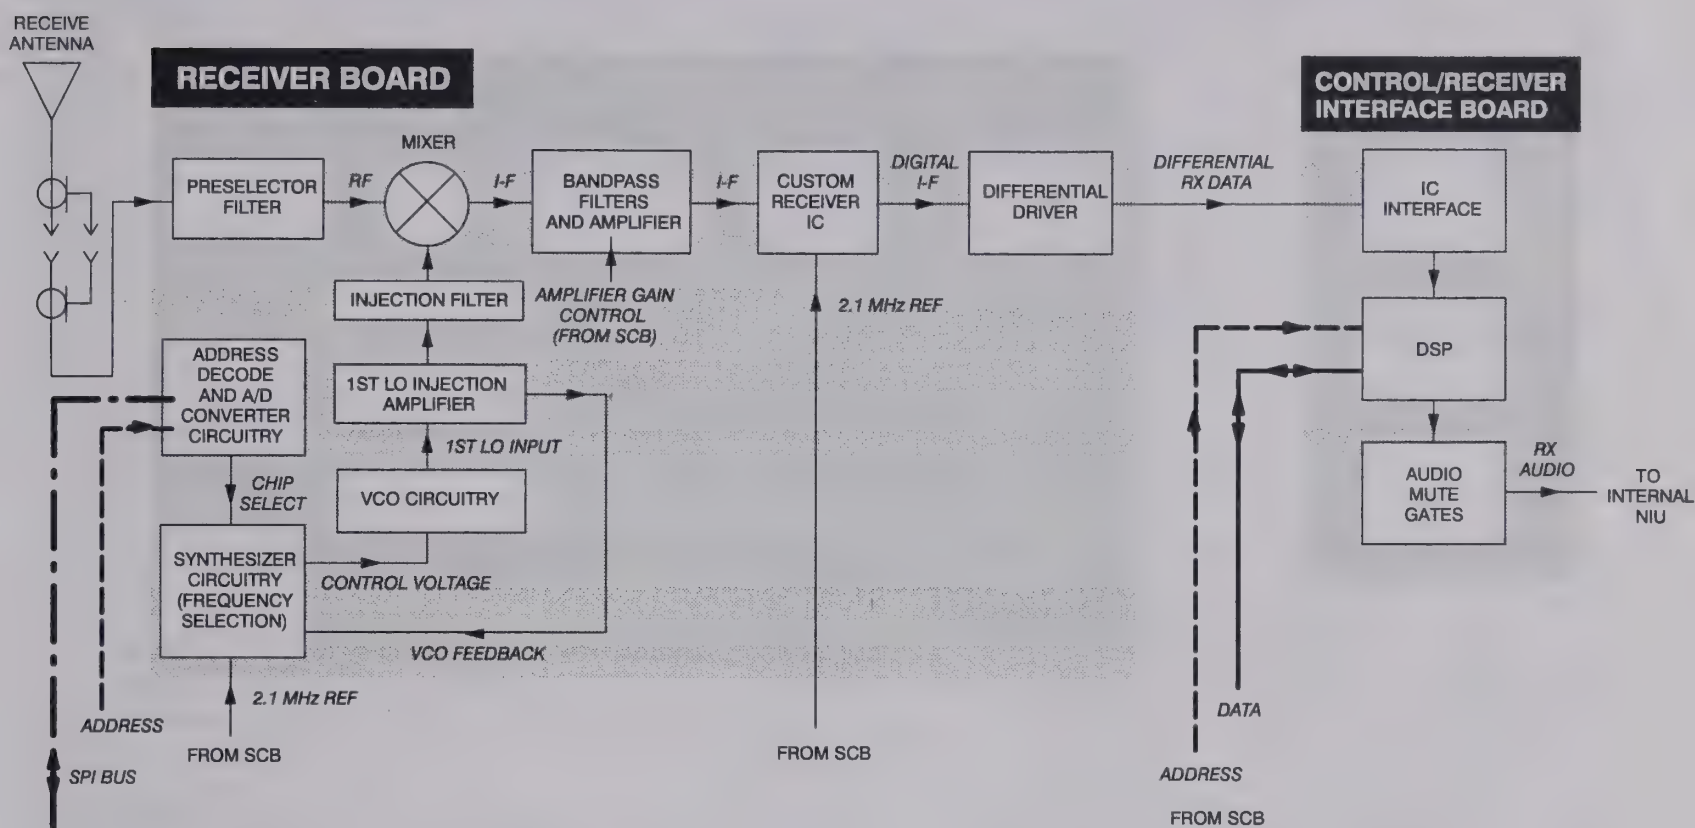 RECEIVE
ANTENNA
RECEIVER BOARD
CONTROL/RECEIVER
INTERFACE BOARD
MIXER
PRESELECTOR
FILTER
RF
I-F
BANDPASS
FILTERS
AND AMPLIFIER
I-F
CUSTOM
RECEIVER
IC
DIGITAL
I-F
DIFFERENTIAL
DRIVER
DIFFERENTIAL
RX DATA
IC
INTERFACE
INJECTION FILTER
AMPLIFIER GAIN
CONTROL
(FROM SCB)
2.1 MHz REF
ADDRESS
DECODE
AND A/D
CONVERTER
CIRCUITRY
1ST LO INJECTION
AMPLIFIER
DSP
1ST LO INPUT
CHIP
SELECT
VCO CIRCUITRY
AUDIO
MUTE
GATES
RX
AUDIO
TO
INTERNAL
NIU
SYNTHESIZER
CIRCUITRY
(FREQUENCY
SELECTION)
CONTROL VOLTAGE
VCO FEEDBACK
2.1 MHz REF
ADDRESS
FROM SCB
SPI BUS
FROM SCB
DATA
ADDRESS
FROM SCB